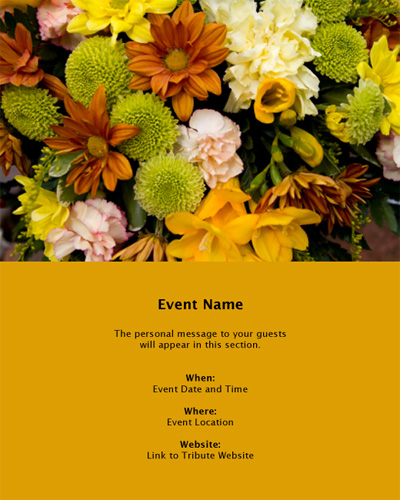 Event Name
The personal message to your guests
will appear in this section.
When:
Event Date and Time
Where:
Event Location
Website:
Link to Tribute Website